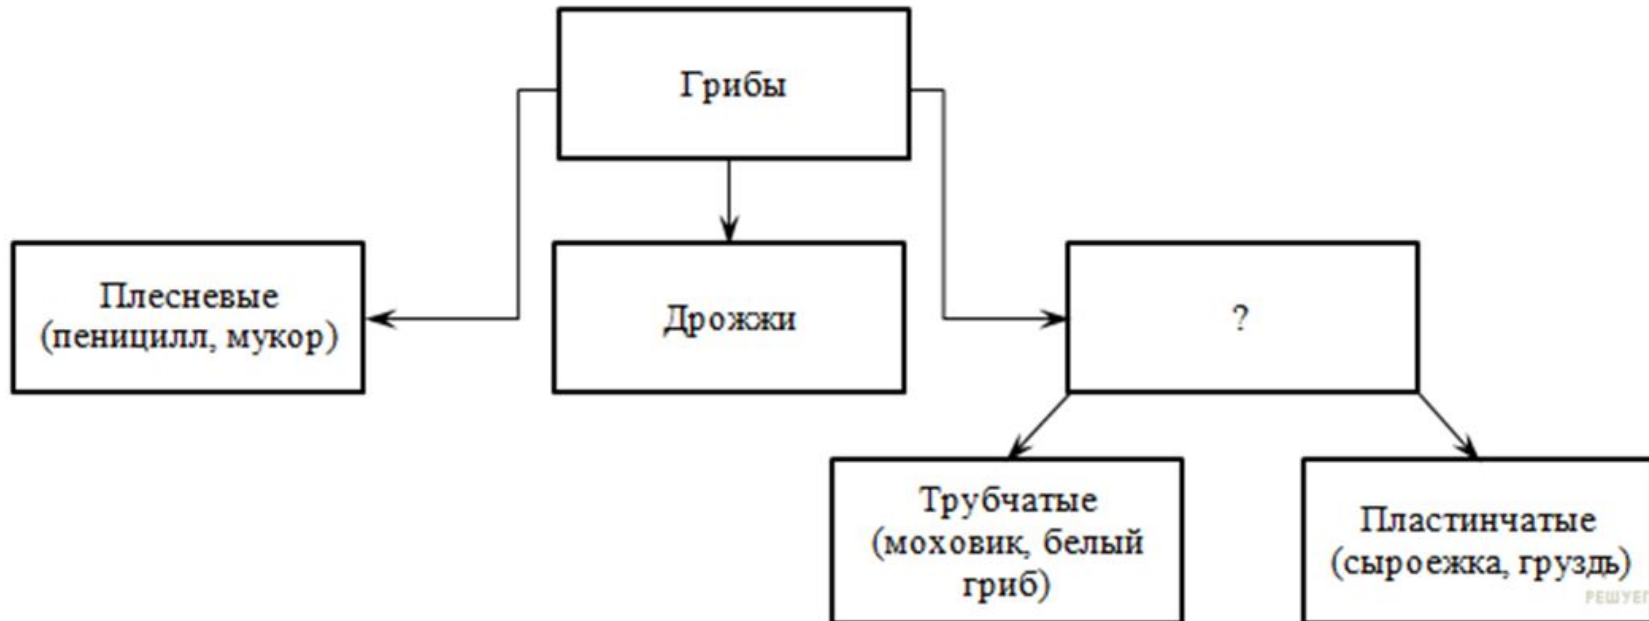 Грибы
Плесневые
(пеницилл, мукор)
Дрожжи
?
Трубчатые
(моховик, белый
гриб)
Пластинчатые
(сыроежка, груздь)